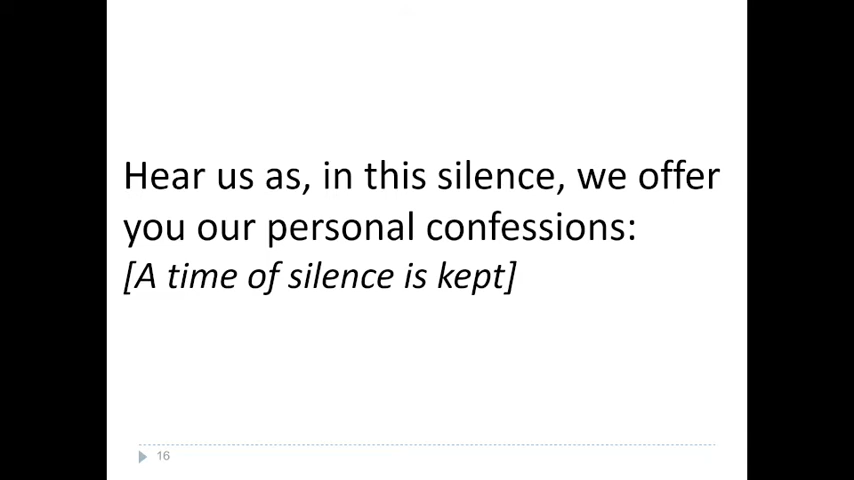 Hear us as, in this silence, we offer
you our personal confessions:
[A time of silence is kept]
16